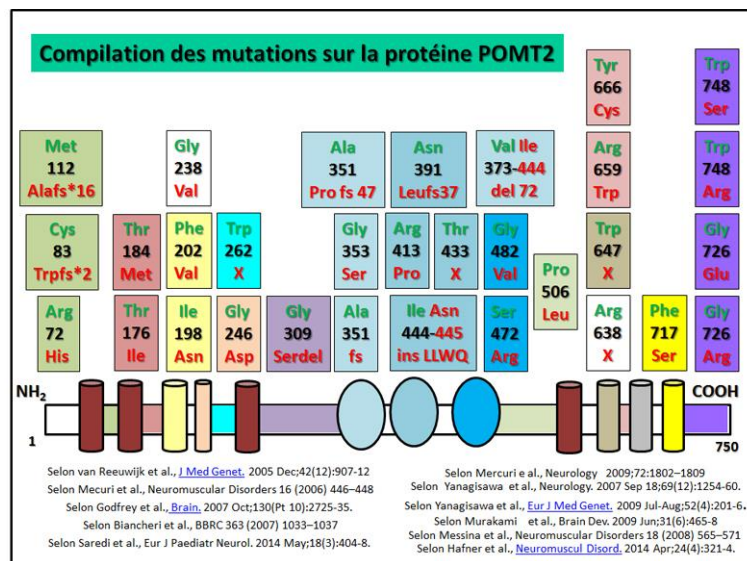 Compilation des mutations sur la protéine POMT2
Tyr
666
Cys
Trp
748
Ser
Met
112
Alafs*16
Gly
238
Val
Ala
351
Pro fs 47
Asn
391
Leufs37
Val Ile
373-444
del 72
Arg
659
Trp
Trp
748
Arg
Cys
83
Trpfs*2
Thr
184
Met
Phe
202
Val
Trp
262
X
Gly
353
Ser
Arg
413
Pro
Thr
433
X
Gly
482
Val
Pro
506
Leu
Trp
647
X
Gly
726
Glu
Arg
72
His
Thr
176
Ile
Ile
198
Asn
Gly
246
Asp
Gly
309
Serdel
Ala
351
fs
Ile Asn
444-445
ins LLWQ
Ser
472
Arg
Arg
638
X
Phe
717
Ser
Gly
726
Arg
NH2
COOH
1
750
Selon van Reeuwijk et al., J Med Genet. 2005 Dec;42(12):907-12
Selon Mecuri et al., Neuromuscular Disorders 16 (2006) 446–448
Selon Godfrey et al., Brain. 2007 Oct;130(Pt 10):2725-35.
Selon Biancheri et al., BBRC 363 (2007) 1033–1037
Selon Saredi et al., Eur J Paediatr Neurol. 2014 May;18(3):404-8.
Selon Mercuri e al., Neurology 2009;72:1802–1809
Selon Yanagisawa et al., Neurology. 2007 Sep 18;69(12):1254-60.
Selon Yanagisawa et al., Eur J Med Genet. 2009 Jul-Aug;52(4):201-6.
Selon Murakami et al., Brain Dev. 2009 Jun;31(6):465-8
Selon Messina et al., Neuromuscular Disorders 18 (2008) 565–571
Selon Hafner et al., Neuromuscul Disord. 2014 Apr;24(4):321-4.